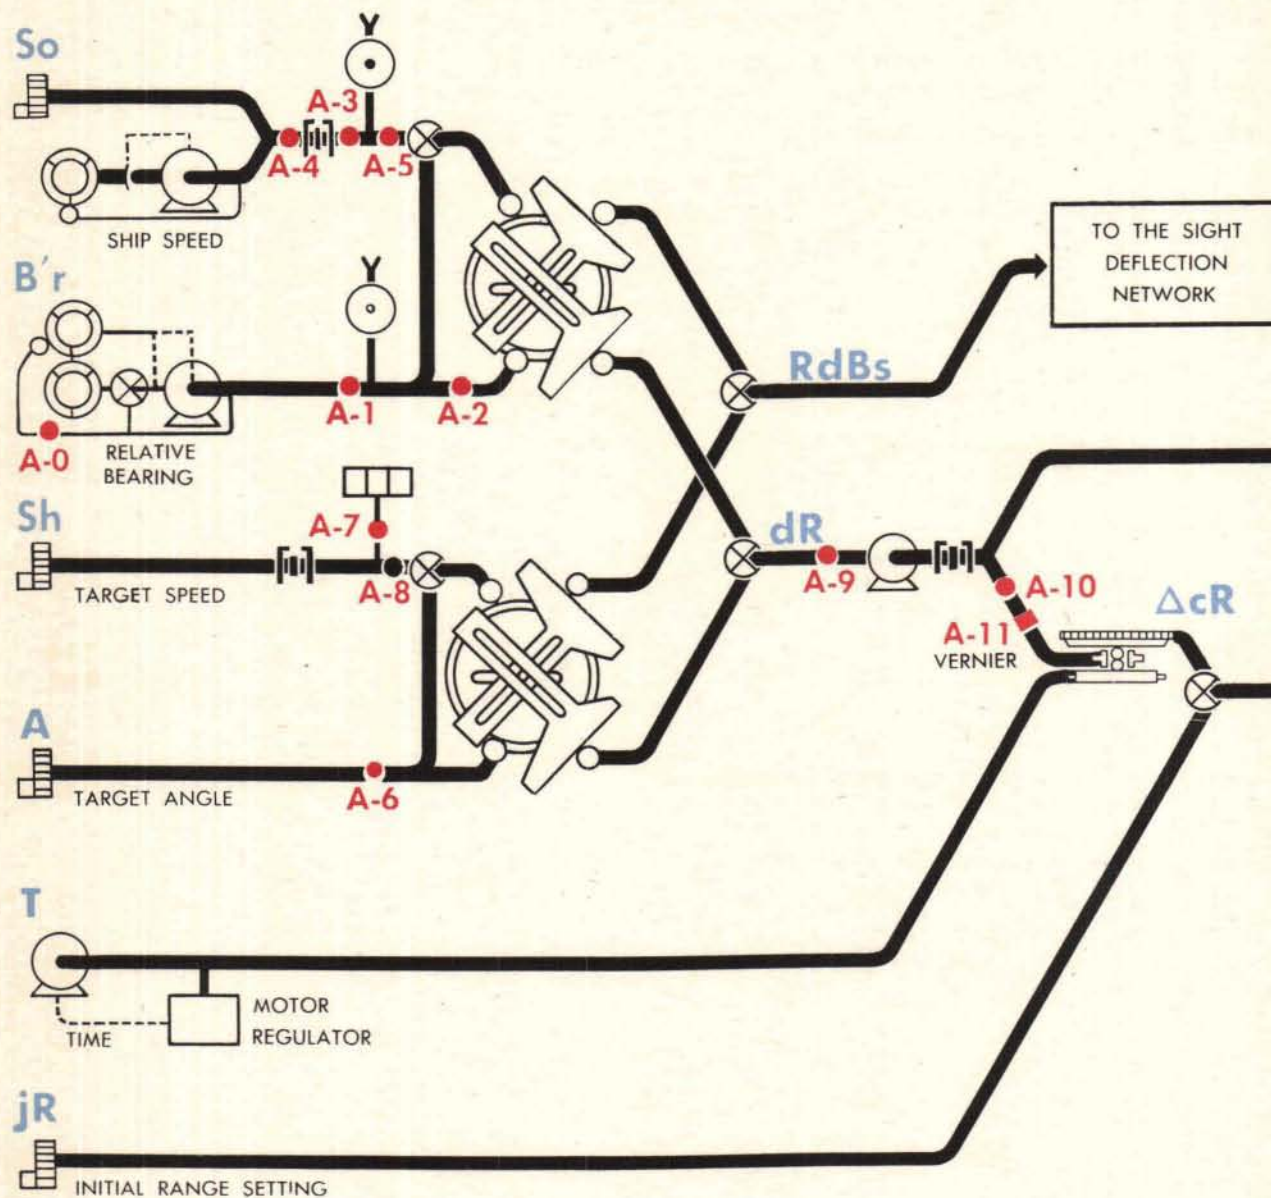 So
A-3
A-4
A-5
SHIP SPEED
TO THE SIGHT
DEFLECTION
NETWORK
B'r
RdBs
A-1
A-2
A-0
RELATIVE
BEARING
Sh
A-7
dR
TARGET SPEED
A-8
A-9
A-10
ΔcR
A-11
VERNIER
A
TARGET ANGLE
A-6
T
MOTOR
REGULATOR
TIME
jR
INITIAL RANGE SETTING